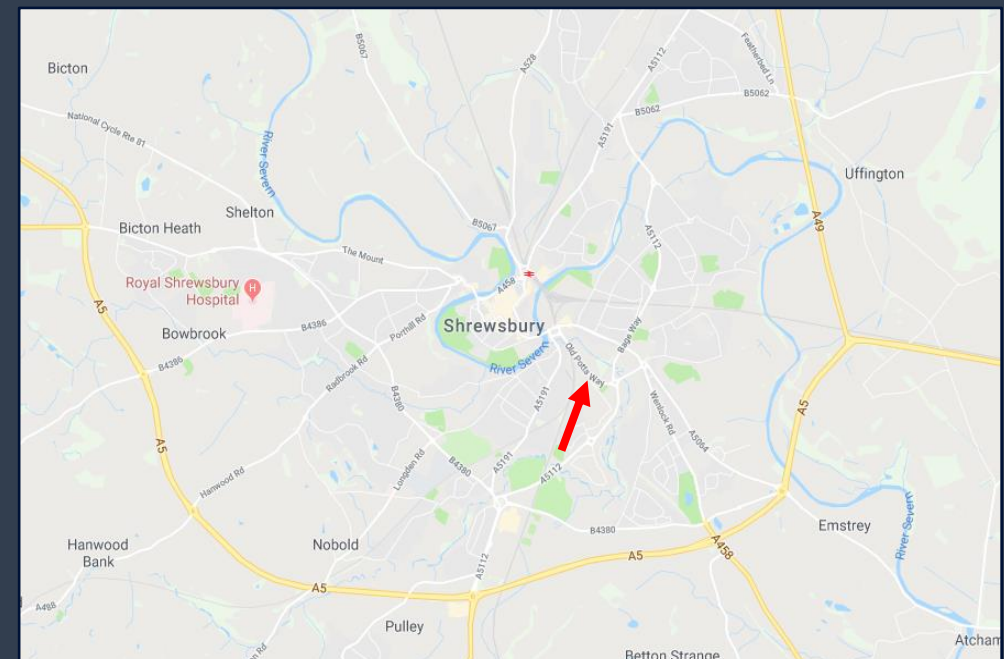 Bicton
B5067
A528
A5112
Featherbed Ln
B5062
B5062
National Cycle Rte 81
River Severn
A5191
Uffington
Shelton
Bicton Heath
B5067
A5112
A49
The Mount
Royal Shrewsbury
Hospital
H
A458
A5
Bowbrook
B4386
Porthill Rd
Shrewsbury
Bage Way
B4386
Radbrook Rd
River Severn
Old Potts Way
B4380
A5191
Wenlock Rd
A5
A5064
A5
Longden Rd
B4380
A5191
A5112
Hanwood Rd
River Severn
B4380
Emstrey
Hanwood
Bank
Nobold
A5
A458
A5112
A5
A488
Pulley
Betton Strange
Atcham